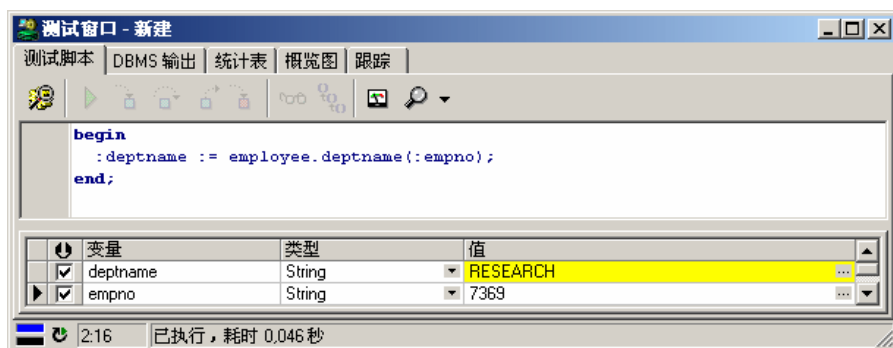 测试窗口 - 新建
测试脚本 DBMS 输出 统计表 概览图 跟踪
begin
:deptname := employee.deptname(:empno);
end;
变量 类型 值
deptname String RESEARCH
empno String 7369
2:16 已执行，耗时 0.046 秒